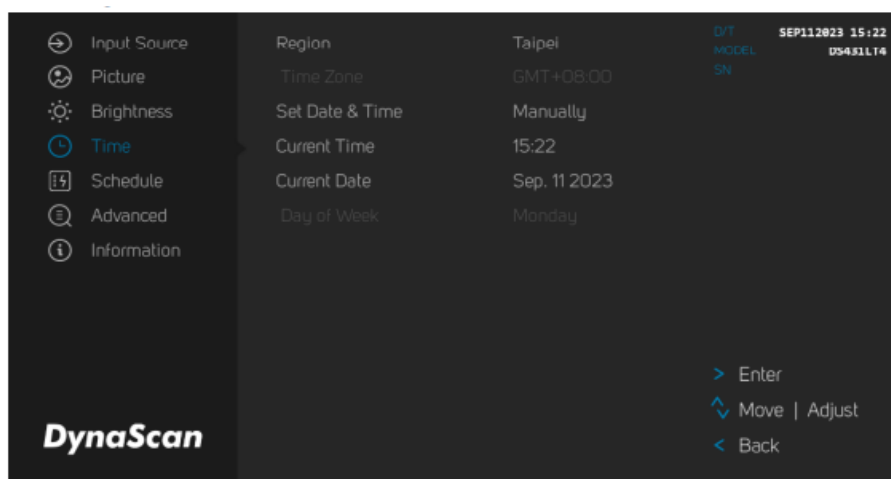 Input Source
Picture
Brightness
Time
Schedule
Advanced
Information
DynaScan
Region Taipei
Time Zone GMT+08:00
Set Date & Time Manually
Current Time 15:22
Current Date Sep. 11 2023
Day of Week Monday
D/T SEP112023 15:22
MODEL DS431LT4
SN
> Enter
Move | Adjust
< Back